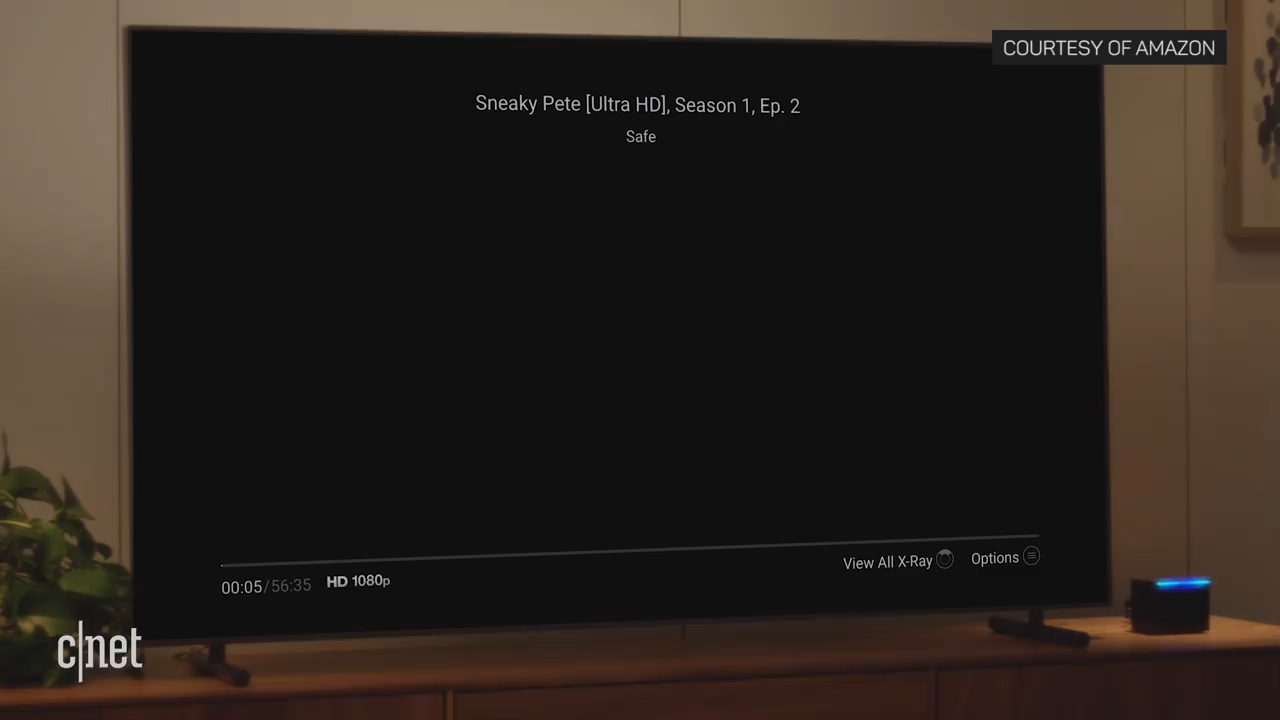 COURTESY OF AMAZON
Sneaky Pete [Ultra HD], Season 1, Ep. 2
Safe
View All X-Ray Options
00:05/56:35 HD 1080p
c|net